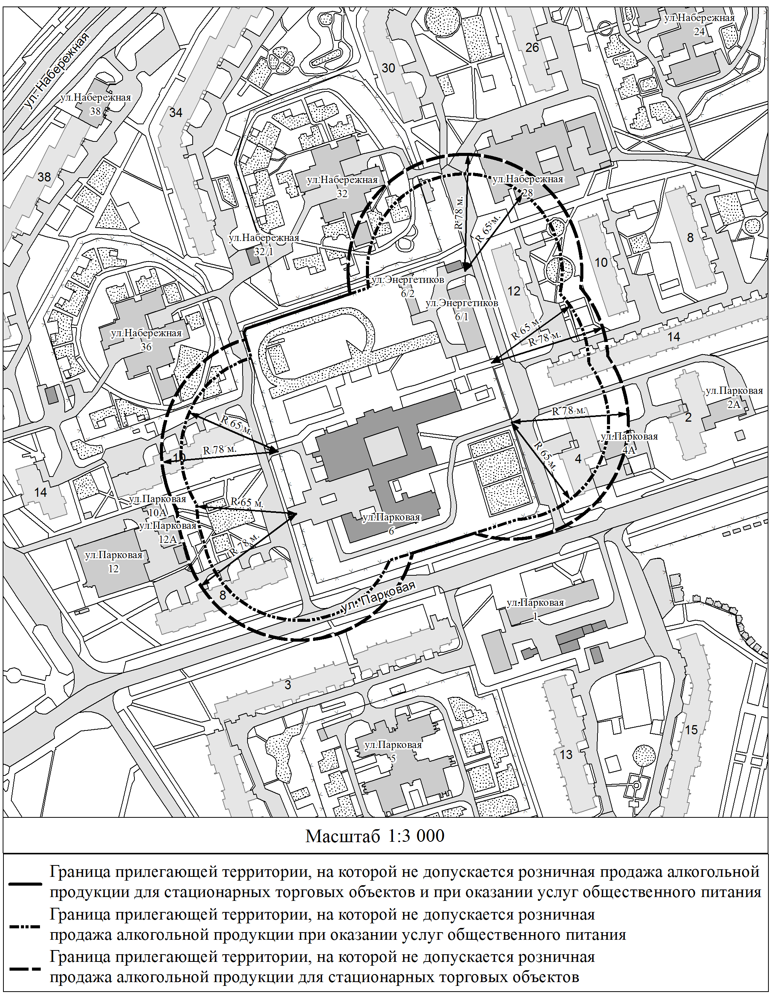 ул.Набережная
24
26
30
ул. Набережная
ул.Набережная
38
34
38
ул.Набережная
32
ул.Набережная
28
R 78 м.
R 65 м.
ул.Набережная
32/1
8
10
12
ул.Энергетиков
6/2
ул.Энергетиков
6/1
ул.Набережная
36
R 65 м.
R 78 м.
14
ул.Парковая
2А
2
R 78 м.
R 65 м.
ул.Парковая
4А
4
R 65 м.
R 78 м.
10
14
ул.Парковая
10А
R 65 м.
ул.Парковая
12А
R 78 м.
ул.Парковая
6
ул.Парковая
12
8
ул. Парковая
ул.Парковая
1
3
15
13
ул.Парковая
5
Масштаб 1:3 000
Граница прилегающей территории, на которой не допускается розничная продажа алкогольной
продукции для стационарных торговых объектов и при оказании услуг общественного питания
Граница прилегающей территории, на которой не допускается розничная
продажа алкогольной продукции при оказании услуг общественного питания
Граница прилегающей территории, на которой не допускается розничная
продажа алкогольной продукции для стационарных торговых объектов